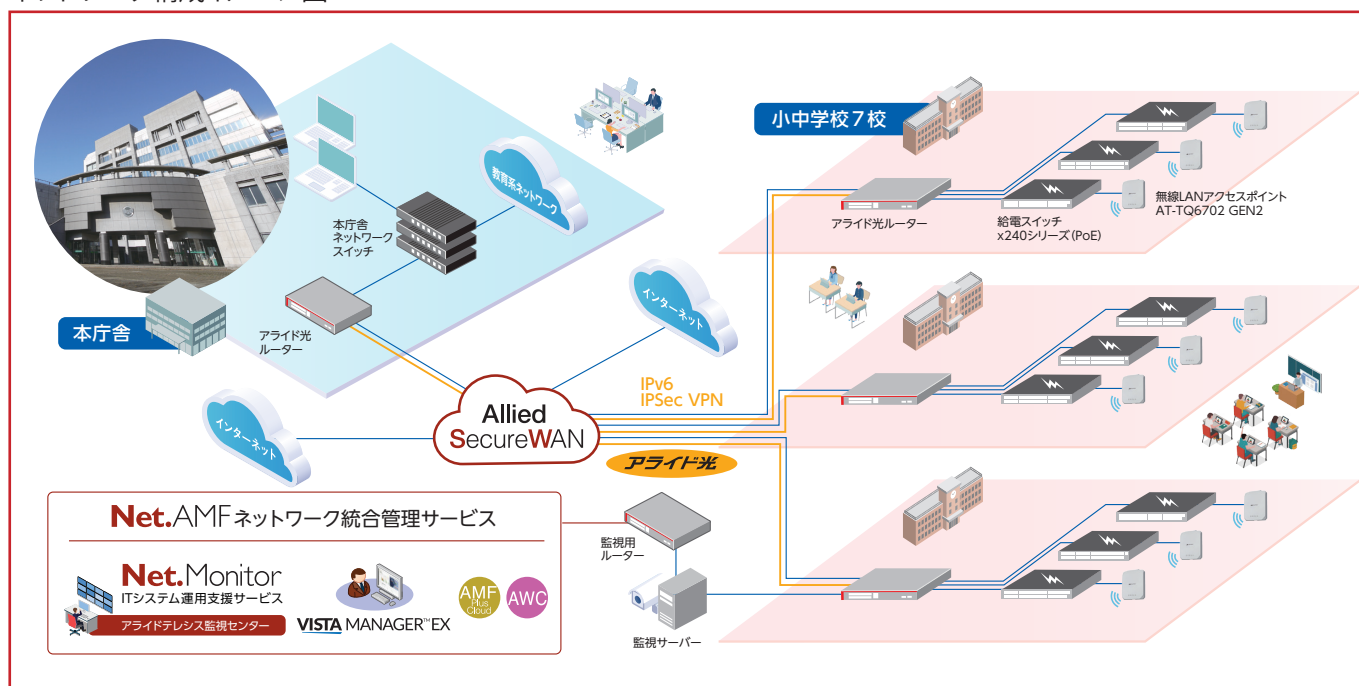 小中学校7校
教育系ネットワーク
本庁舎
ネットワーク
スイッチ
アライド光ルーター
給電スイッチ
x240シリーズ(PoE)
無線LANアクセスポイント
AT-TQ6702 GEN2
インターネット
本庁舎
アライド光
ルーター
IPv6
IPSec VPN
Allied
SecureWAN
インターネット
アライド光
Net.AMFネットワーク統合管理サービス
監視用
ルーター
Net.Monitor
ITシステム運用支援サービス
アライドテレシス監視センター
VISTA MANAGER™EX
AMF
Plus
Cloud
AWC
監視サーバー